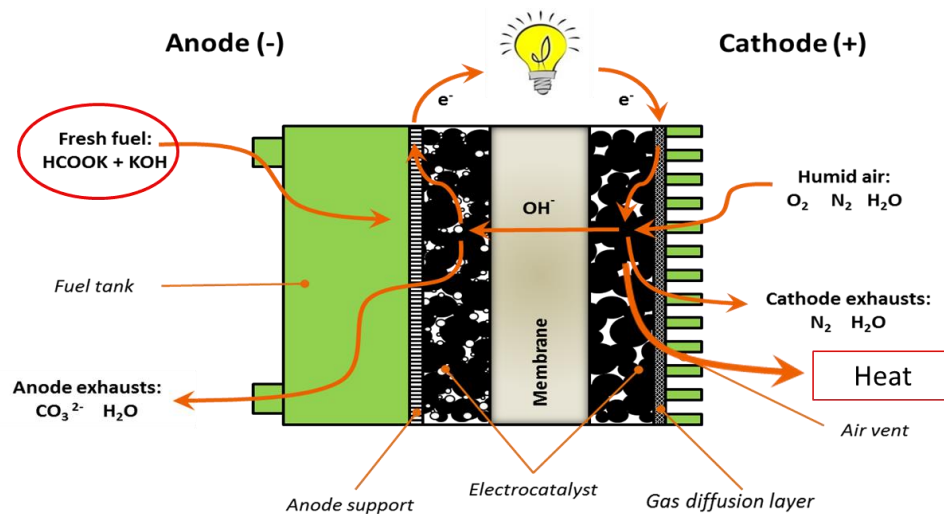 Anode (-)
Cathode (+)
e-
e-
Fresh fuel:
HCOOK + KOH
Humid air:
O₂ N₂ H₂O
OH⁻
Fuel tank
Membrane
Cathode exhausts:
N₂ H₂O
Heat
Anode exhausts:
CO₃²⁻ H₂O
Air vent
Anode support
Electrocatalyst
Gas diffusion layer